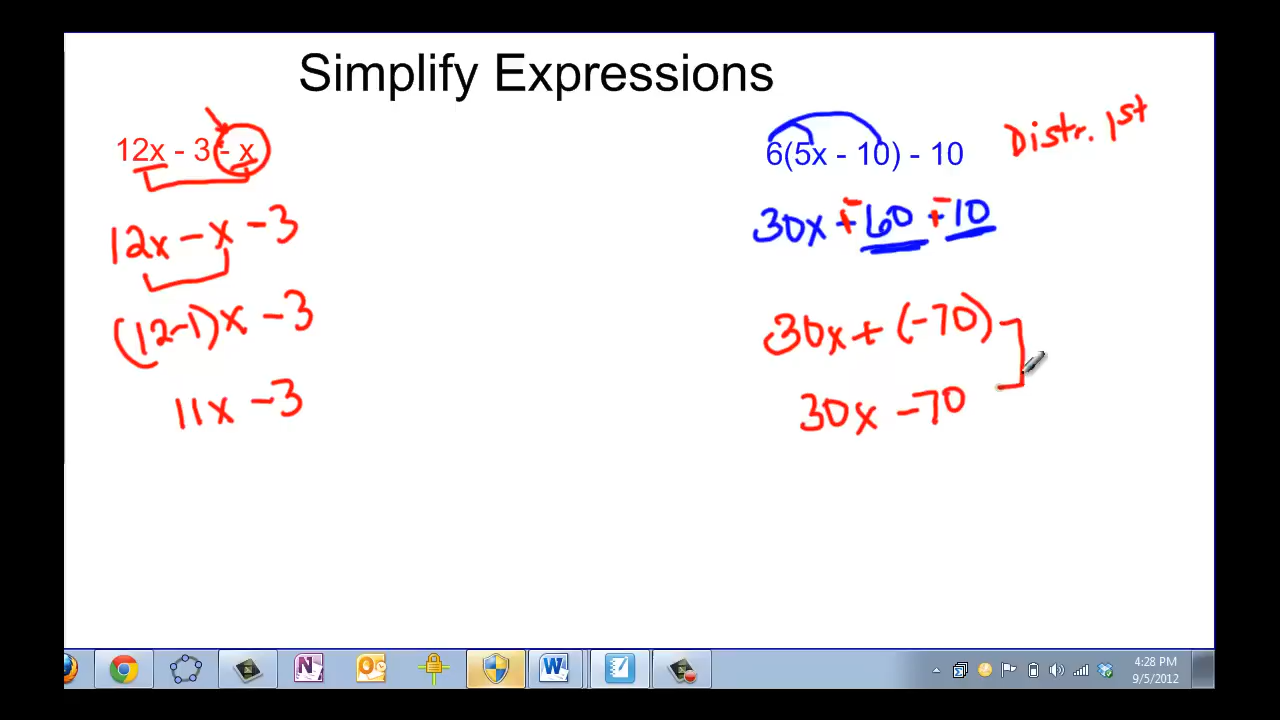 Simplify Expressions
12x - 3 - x
12x - x - 3
(12-1)x - 3
11x - 3
6(5x - 10) - 10
Distr. 1st
30x + -60 + -10
30x + (-70)
30x - 70
4:28 PM
9/5/2012